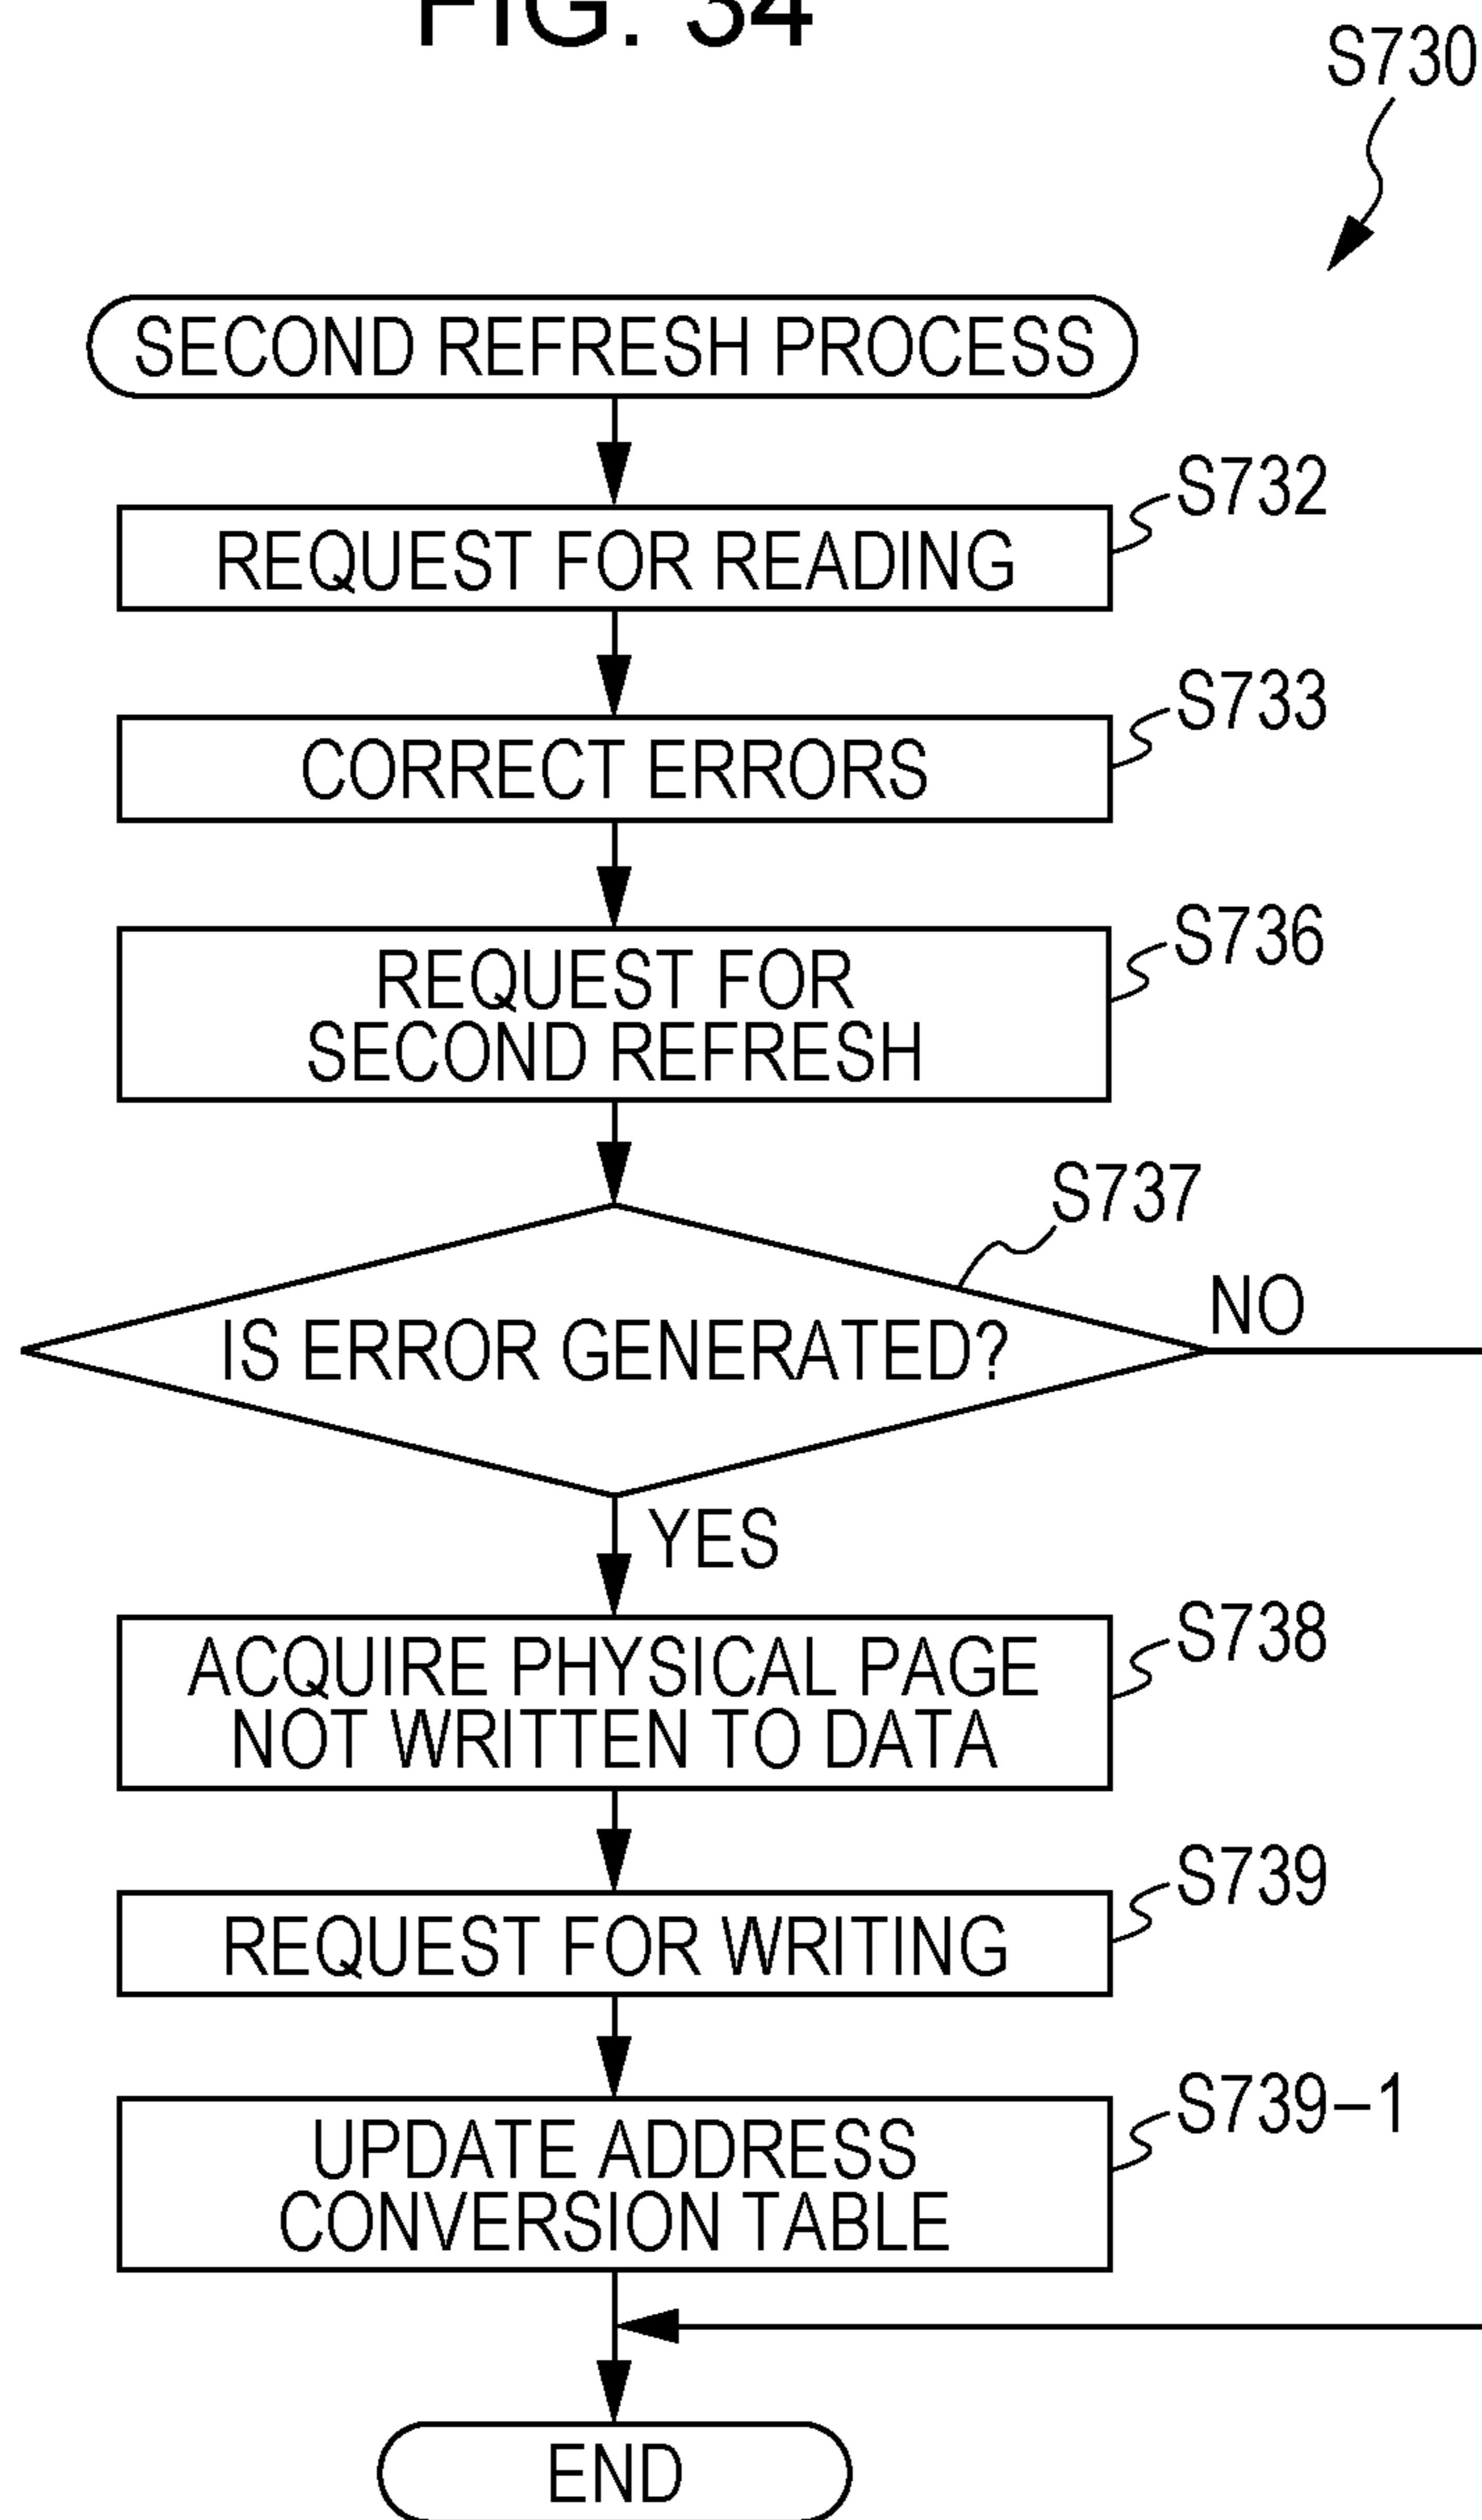 FIG. 34
S730
SECOND REFRESH PROCESS
S732
REQUEST FOR READING
S733
CORRECT ERRORS
S736
REQUEST FOR
SECOND REFRESH
S737
NO
IS ERROR GENERATED?
YES
S738
ACQUIRE PHYSICAL PAGE
NOT WRITTEN TO DATA
S739
REQUEST FOR WRITING
S739–1
UPDATE ADDRESS
CONVERSION TABLE
END